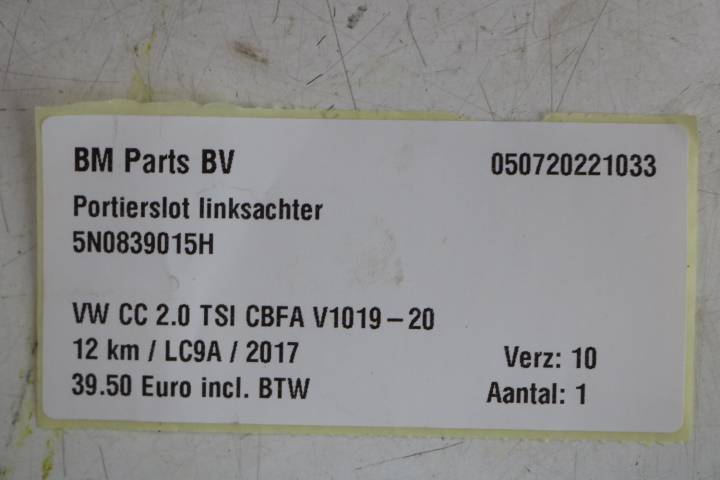 BM Parts BV 050720221033
Portierslot linksachter
5N0839015H
VW CC 2.0 TSI CBFA V1019-20
12 km / LC9A / 2017 Verz: 10
39.50 Euro incl. BTW Aantal: 1